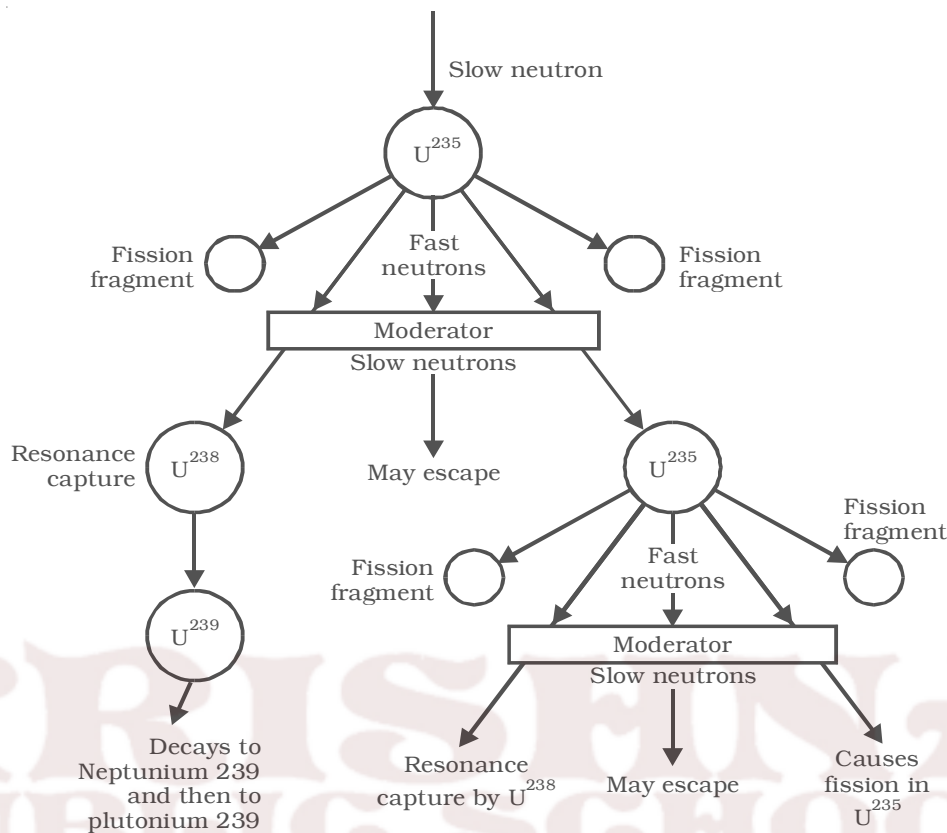 Slow neutron
U²³⁵
Fission
fragment
Fast
neutrons
Fission
fragment
Moderator
Slow neutrons
Resonance
capture
U²³⁸
May escape
U²³⁵
Fission
fragment
Fission
fragment
Fast
neutrons
U²³⁹
Moderator
Slow neutrons
Decays to
Neptunium 239
and then to
plutonium 239
Resonance
capture by U²³⁸
May escape
Causes
fission in
U²³⁵